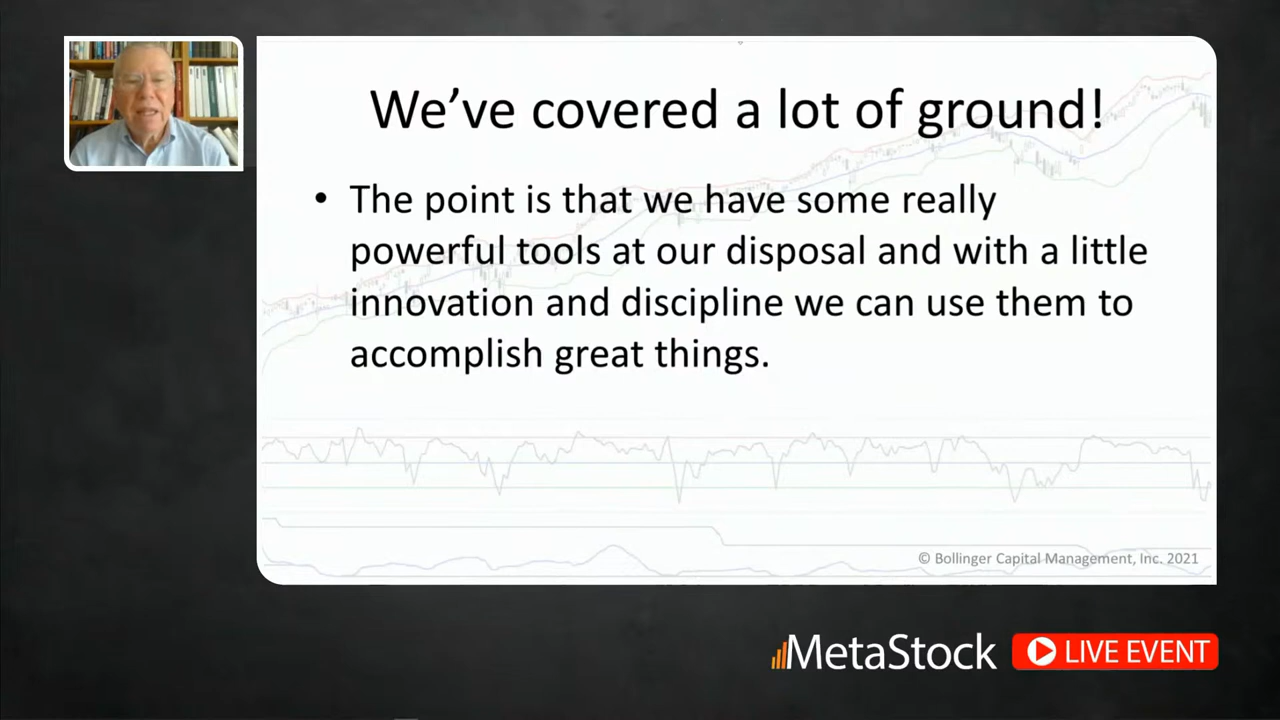 We've covered a lot of ground!
• The point is that we have some really
powerful tools at our disposal and with a little
innovation and discipline we can use them to
accomplish great things.
© Bollinger Capital Management, Inc. 2021
MetaStock
LIVE EVENT